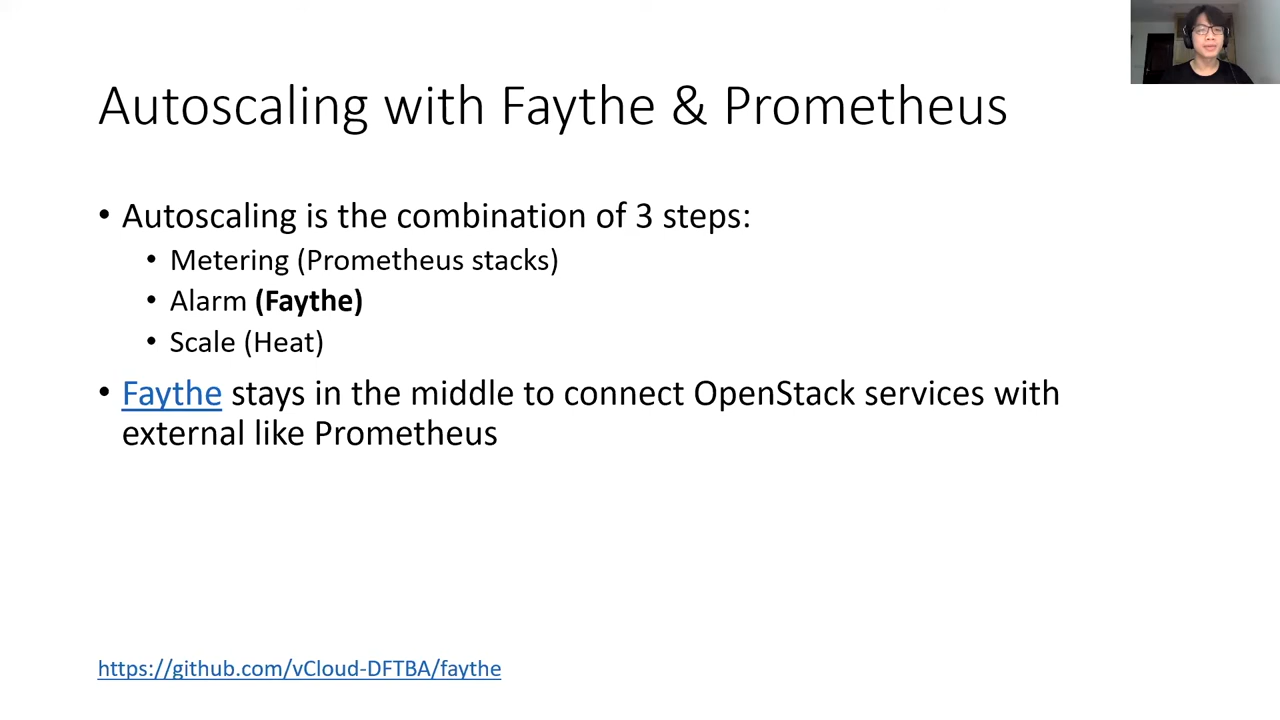 Autoscaling with Faythe & Prometheus
• Autoscaling is the combination of 3 steps:
• Metering (Prometheus stacks)
• Alarm (Faythe)
• Scale (Heat)
• Faythe stays in the middle to connect OpenStack services with
external like Prometheus
https://github.com/vCloud-DFTBA/faythe